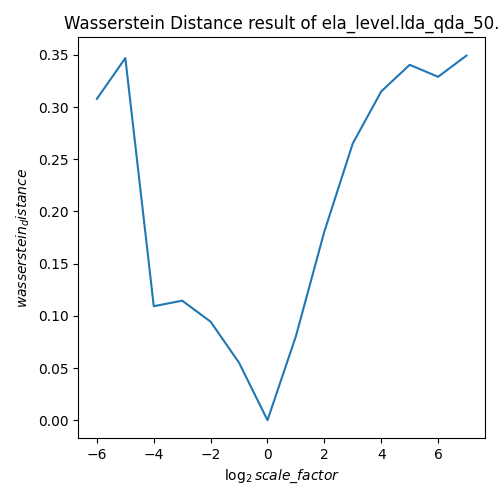 Wasserstein Distance result of ela_level.lda_qda_50.
wasserstein_distance
0.35
0.30
0.25
0.20
0.15
0.10
0.05
0.00
−6 −4 −2 0 2 4 6
log₂ scale_factor